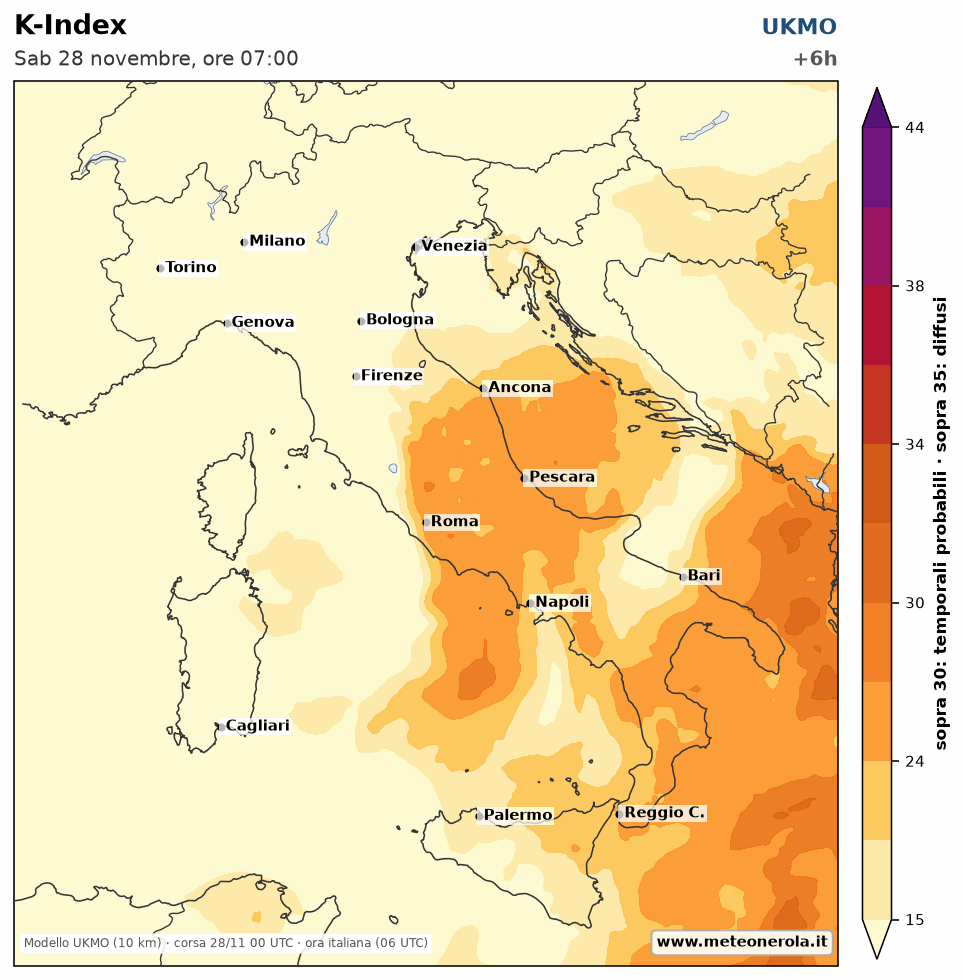 K-Index
UKMO
Sab 28 novembre, ore 07:00
+6h
44
Milano
Venezia
Torino
38
Genova
Bologna
Firenze
Ancona
34
Pescara
Roma
Bari
Napoli
30
sopra 30: temporali probabili · sopra 35: diffusi
Cagliari
24
Palermo
Reggio C.
15
Modello UKMO (10 km) · corsa 28/11 00 UTC · ora italiana (06 UTC)
www.meteonerola.it